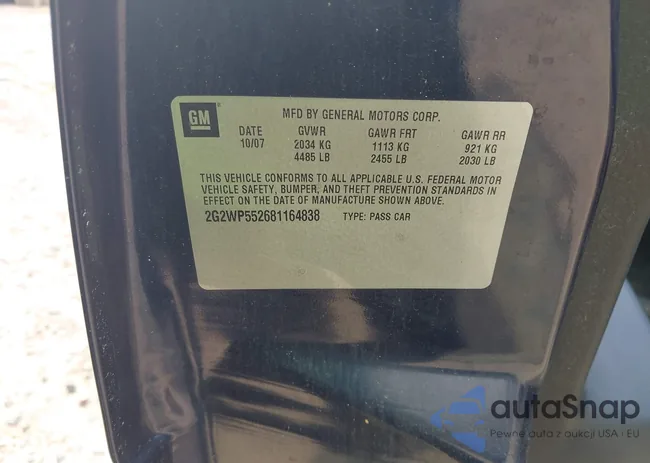 GM MFD BY GENERAL MOTORS CORP.
DATE GVWR GAWR FRT GAWR RR
10/07 2034 KG 1113 KG 921 KG
4485 LB 2455 LB 2030 LB
THIS VEHICLE CONFORMS TO ALL APPLICABLE U.S. FEDERAL MOTOR
VEHICLE SAFETY, BUMPER, AND THEFT PREVENTION STANDARDS IN
EFFECT ON THE DATE OF MANUFACTURE SHOWN ABOVE.
2G2WP552681164838 TYPE: PASS CAR
autaSnap
Pewne auta z aukcji USA i EU